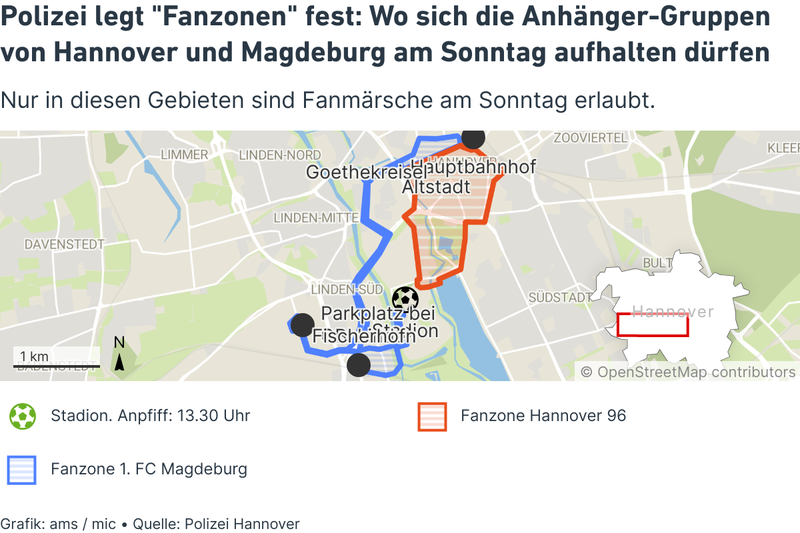 Polizei legt "Fanzonen" fest: Wo sich die Anhänger-Gruppen
von Hannover und Magdeburg am Sonntag aufhalten dürfen
Nur in diesen Gebieten sind Fanmärsche am Sonntag erlaubt.
ZOOVIERTEL
KLEEF
LIMMER
LINDEN-NORD
HANNOVER
Goethekreisel
Hauptbahnhof
Altstadt
LINDEN-MITTE
DAVENSTEDT
BULT
LINDEN-SÜD
SÜDSTADT
Hannover
Parkplatz bei
Stadion
Fischerhof
N
1 km
BADENSTEDT
© OpenStreetMap contributors
Stadion. Anpfiff: 13.30 Uhr
Fanzone Hannover 96
Fanzone 1. FC Magdeburg
Grafik: ams / mic • Quelle: Polizei Hannover